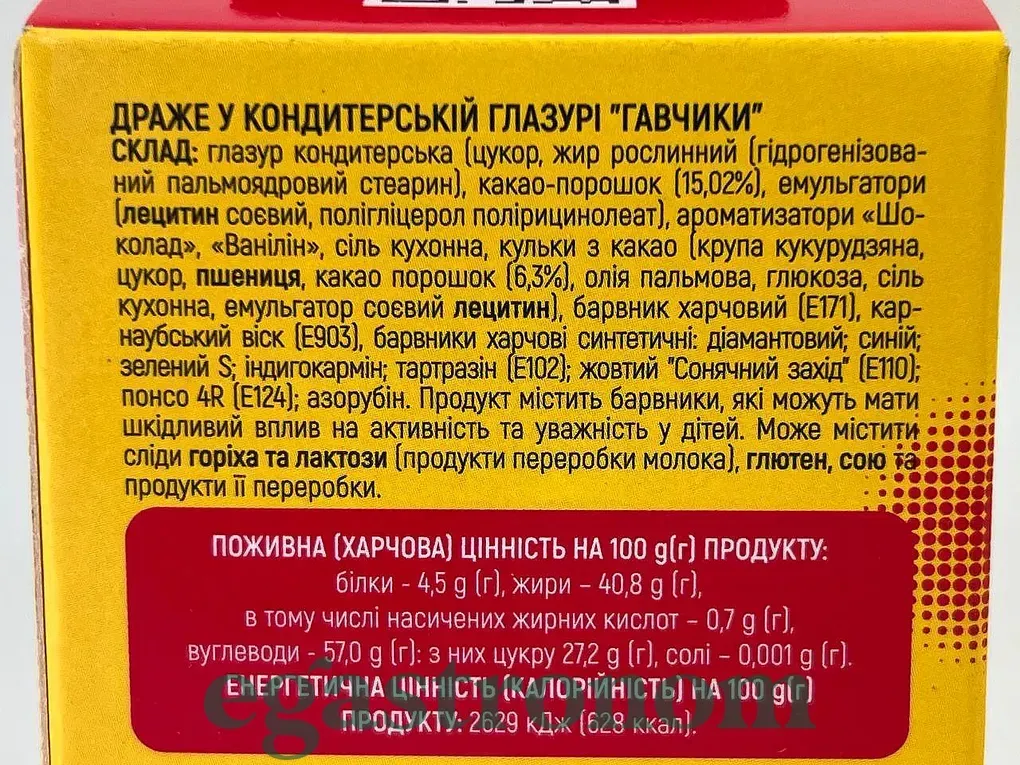 ДРАЖЕ У КОНДИТЕРСЬКІЙ ГЛАЗУРІ "ГАВЧИКИ"
СКЛАД: глазур кондитерська (цукор, жир рослинний (гідрогенізова-
ний пальмоядровий стеарин), какао-порошок (15,02%), емульгатори
(лецитин соєвий, полігліцерол поліріцинолеат), ароматизатори «Шо-
колад», «Ванілін», сіль кухонна, кульки з какао (крупа кукурудзяна,
цукор, пшениця, какао порошок (6,3%), олія пальмова, глюкоза, сіль
кухонна, емульгатор соєвий лецитин), барвник харчовий (Е171), кар-
наубський віск (Е903), барвники харчові синтетичні: діамантовий; синій;
зелений S; індигокармін; тартразін (Е102); жовтий "Сонячний захід" (Е110);
понсо 4R (Е124); азорубін. Продукт містить барвники, які можуть мати
шкідливий вплив на активність та уважність у дітей. Може містити
сліди горіха та лактози (продукти переробки молока), глютен, сою та
продукти її переробки.
ПОЖИВНА (ХАРЧОВА) ЦІННІСТЬ НА 100 g(г) ПРОДУКТУ:
білки - 4,5 g (г), жири – 40,8 g (г),
в тому числі насичених жирних кислот – 0,7 g (г),
вуглеводи - 57,0 g (г): з них цукру 27,2 g (г), солі – 0,001 g (г).
ЕНЕРГЕТИЧНА ЦІННІСТЬ (КАЛОРІЙНІСТЬ) НА 100 g(г)
ПРОДУКТУ: 2629 кДж (628 ккал).
egastronom